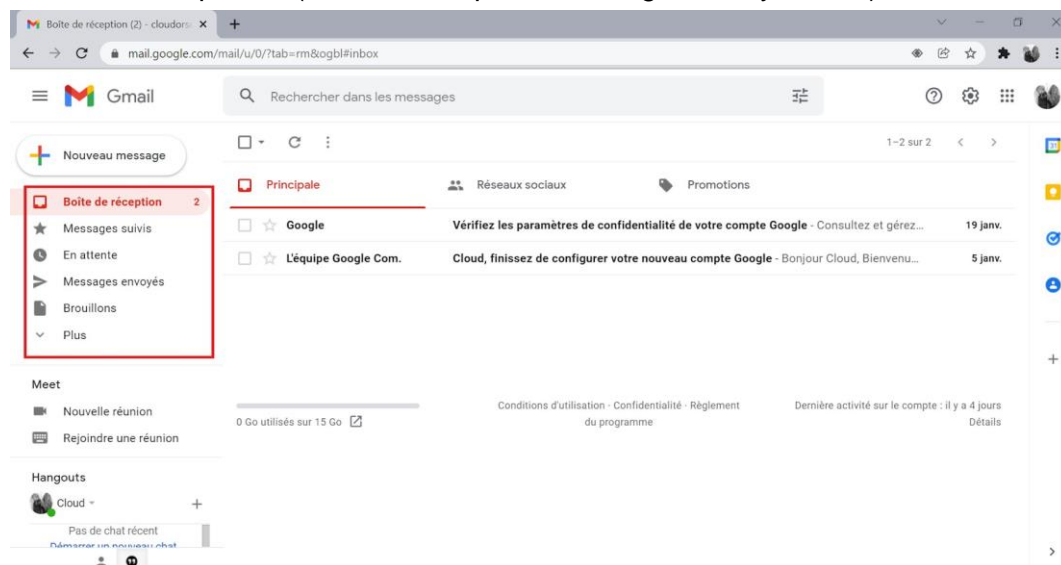 Boîte de réception (2) - cloudors
mail.google.com/mail/u/0/?tab=rm&ogbl#inbox
Gmail
Rechercher dans les messages
Nouveau message
1–2 sur 2
Principale
Réseaux sociaux
Promotions
Boîte de réception 2
Messages suivis
En attente
Messages envoyés
Brouillons
Plus
Google Vérifiez les paramètres de confidentialité de votre compte Google - Consultez et gérez... 19 janv.
L'équipe Google Com. Cloud, finissez de configurer votre nouveau compte Google - Bonjour Cloud, Bienvenu... 5 janv.
Meet
Nouvelle réunion
Rejoindre une réunion
0 Go utilisés sur 15 Go
Conditions d'utilisation · Confidentialité · Règlement
du programme
Dernière activité sur le compte : il y a 4 jours
Détails
Hangouts
Cloud
Pas de chat récent
Démarrer un nouveau chat